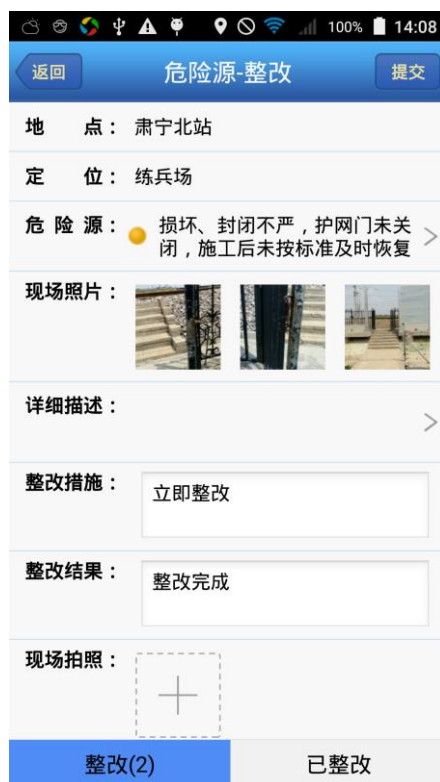 100% 14:08
返回 危险源-整改 提交
地 点：肃宁北站
定 位：练兵场
危 险 源： 损坏、封闭不严，护网门未关
闭，施工后未按标准及时恢复
现场照片：
详细描述：
整改措施： 立即整改
整改结果： 整改完成
现场拍照：
整改(2) 已整改